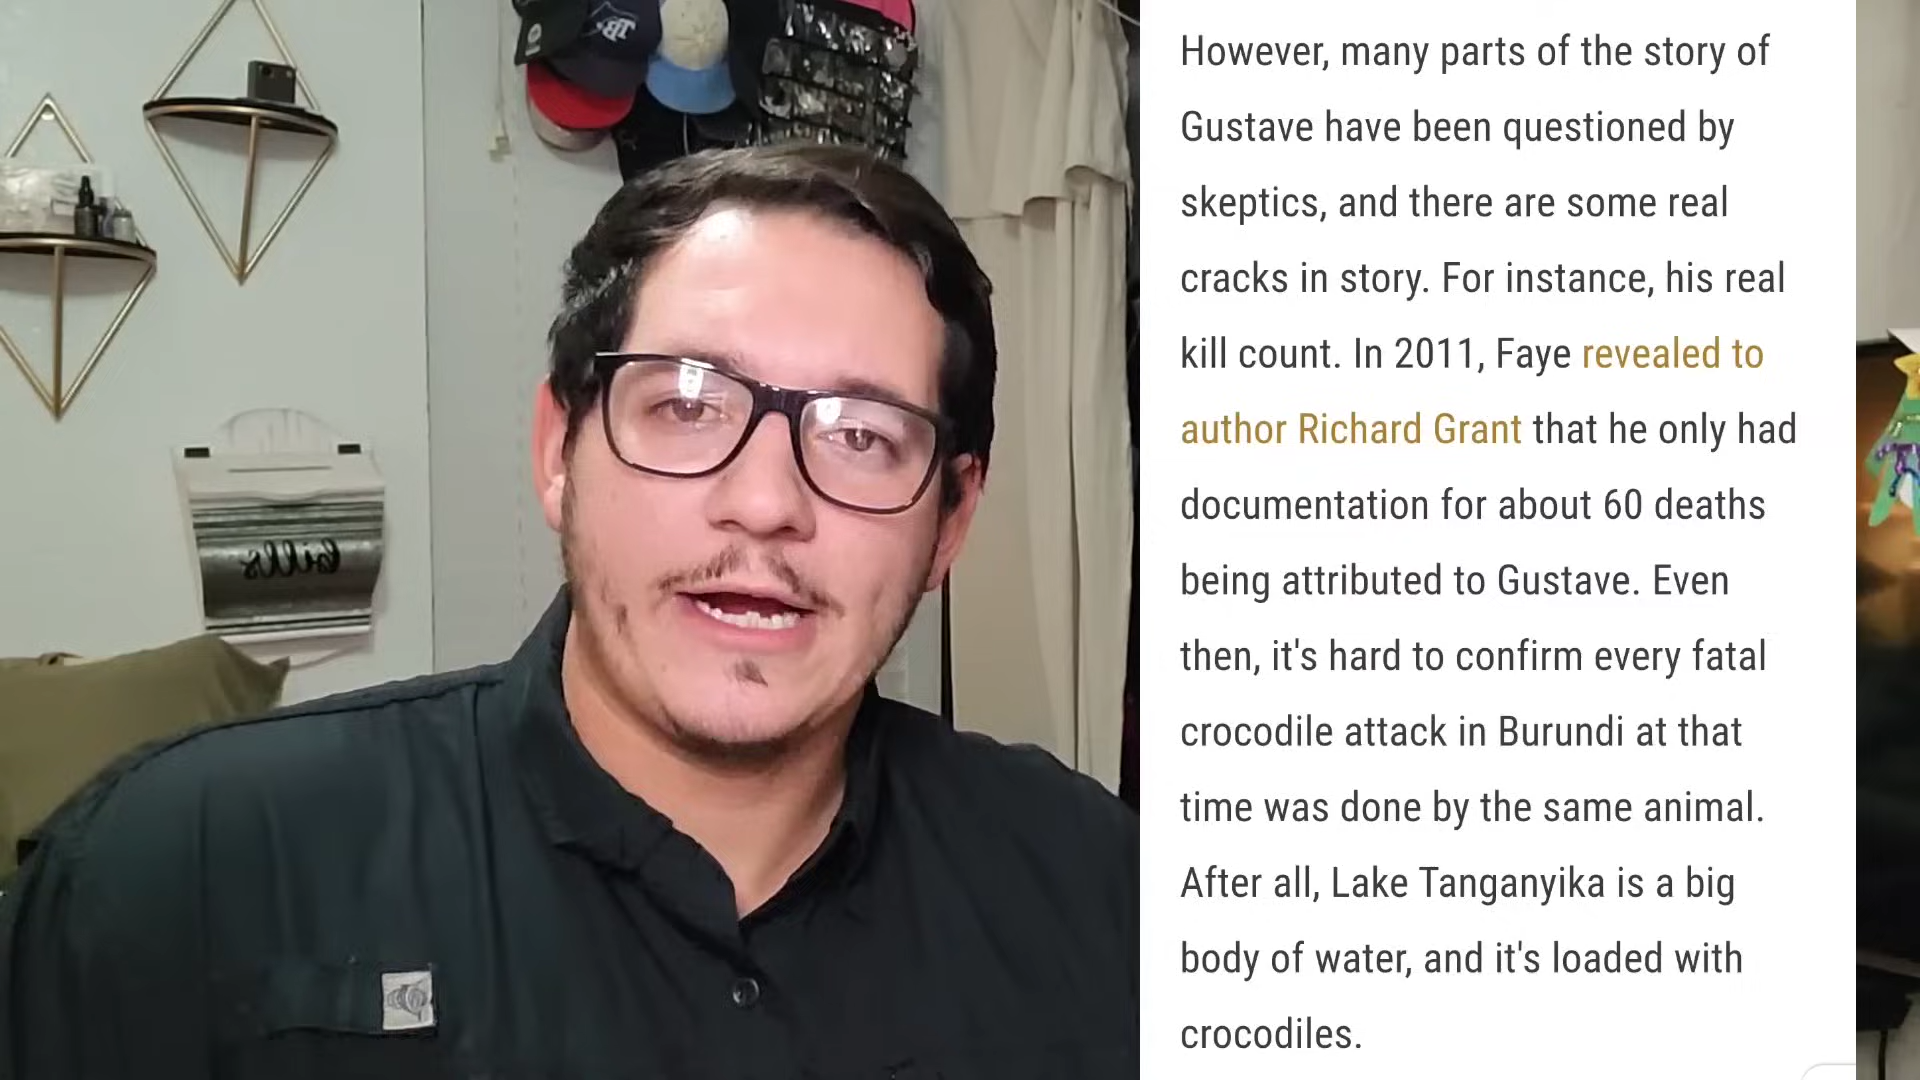 However, many parts of the story of
Gustave have been questioned by
skeptics, and there are some real
cracks in story. For instance, his real
kill count. In 2011, Faye revealed to
author Richard Grant that he only had
documentation for about 60 deaths
being attributed to Gustave. Even
then, it's hard to confirm every fatal
crocodile attack in Burundi at that
time was done by the same animal.
After all, Lake Tanganyika is a big
body of water, and it's loaded with
crocodiles.
bills